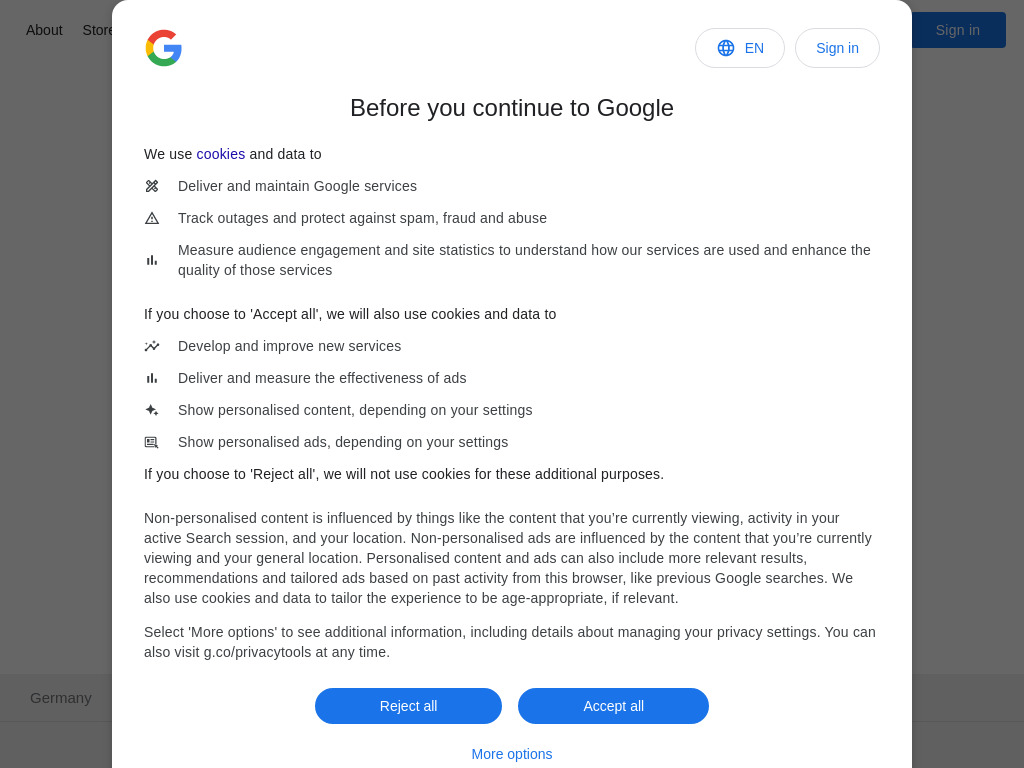 About
Store
Sign in
EN
Sign in
Before you continue to Google
We use cookies and data to
Deliver and maintain Google services
Track outages and protect against spam, fraud and abuse
Measure audience engagement and site statistics to understand how our services are used and enhance the
quality of those services
If you choose to 'Accept all', we will also use cookies and data to
Develop and improve new services
Deliver and measure the effectiveness of ads
Show personalised content, depending on your settings
Show personalised ads, depending on your settings
If you choose to 'Reject all', we will not use cookies for these additional purposes.
Non-personalised content is influenced by things like the content that you’re currently viewing, activity in your
active Search session, and your location. Non-personalised ads are influenced by the content that you’re currently
viewing and your general location. Personalised content and ads can also include more relevant results,
recommendations and tailored ads based on past activity from this browser, like previous Google searches. We
also use cookies and data to tailor the experience to be age-appropriate, if relevant.
Select 'More options' to see additional information, including details about managing your privacy settings. You can
also visit g.co/privacytools at any time.
Germany
Reject all
Accept all
More options